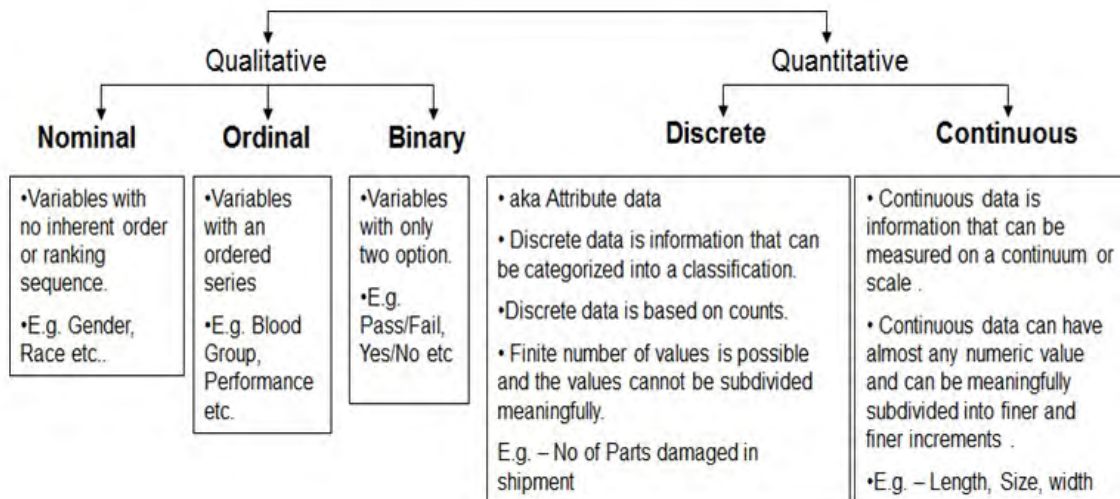 Qualitative
Quantitative
Nominal
Ordinal
Binary
Discrete
Continuous
•Variables with
no inherent order
or ranking
sequence.
•E.g. Gender,
Race etc..
•Variables
with an
ordered
series
•E.g. Blood
Group,
Performance
etc.
•Variables
with only
two option.
•E.g.
Pass/Fail,
Yes/No etc
• aka Attribute data
• Discrete data is information that can
be categorized into a classification.
•Discrete data is based on counts.
• Finite number of values is possible
and the values cannot be subdivided
meaningfully.
E.g. – No of Parts damaged in
shipment
• Continuous data is
information that can be
measured on a continuum or
scale .
• Continuous data can have
almost any numeric value
and can be meaningfully
subdivided into finer and
finer increments .
•E.g. – Length, Size, width